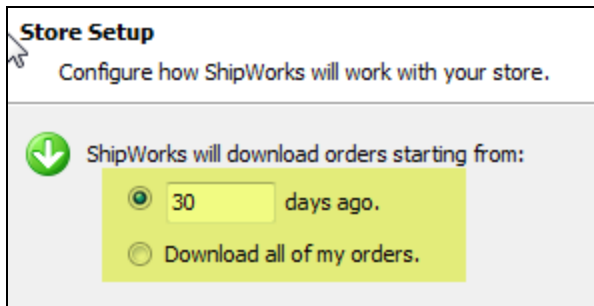 Store Setup
Configure how ShipWorks will work with your store.
ShipWorks will download orders starting from:
30 days ago.
Download all of my orders.